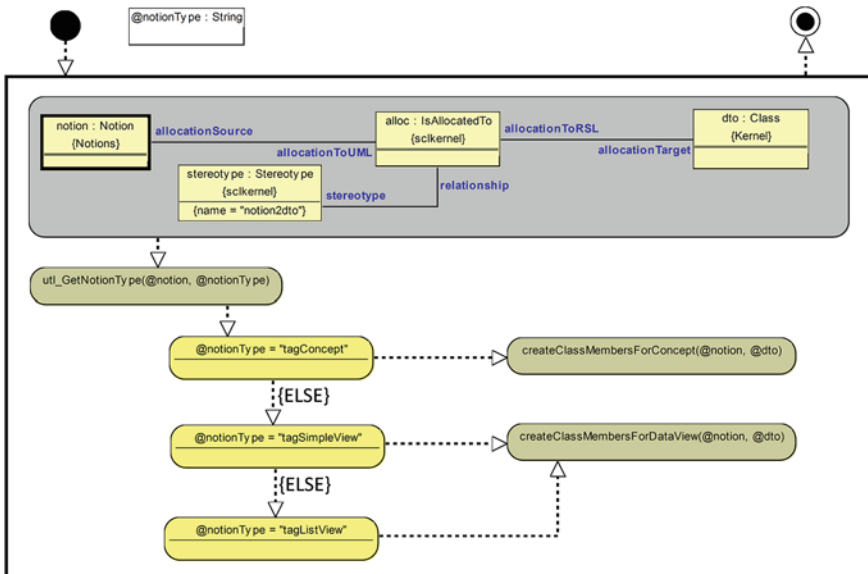 @notionType : String
notion : Notion
{Notions}
allocationSource
allocationToUML
alloc : IsAllocatedTo
{sclkernel}
allocationToRSL
allocationTarget
dto : Class
{Kernel}
stereotype : Stereotype
{sclkernel}
{name = "notion2dto"}
stereotype
relationship
utl_GetNotionType(@notion, @notionType)
@notionType = "tagConcept"
createClassMembersForConcept(@notion, @dto)
{ELSE}
@notionType = "tagSimpleView"
createClassMembersForDataView(@notion, @dto)
{ELSE}
@notionType = "tagListView"